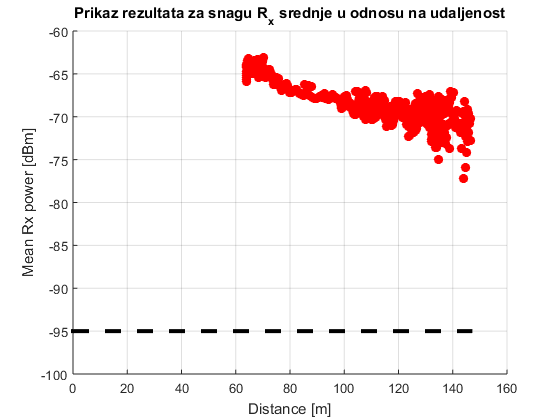 Prikaz rezultata za snagu Rx srednje u odnosu na udaljenost
Mean Rx power [dBm]
-60
-65
-70
-75
-80
-85
-90
-95
-100
0 20 40 60 80 100 120 140 160
Distance [m]